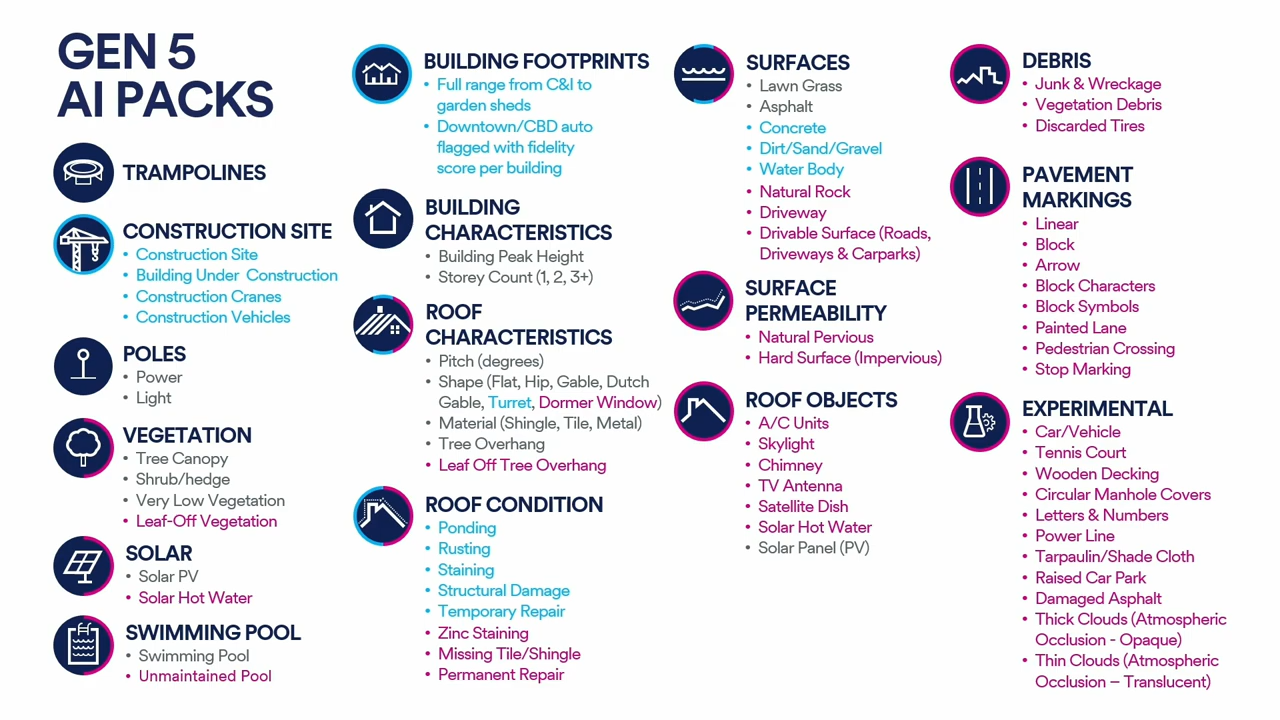 GEN 5
AI PACKS
TRAMPOLINES
CONSTRUCTION SITE
• Construction Site
• Building Under Construction
• Construction Cranes
• Construction Vehicles
POLES
• Power
• Light
VEGETATION
• Tree Canopy
• Shrub/hedge
• Very Low Vegetation
• Leaf-Off Vegetation
SOLAR
• Solar PV
• Solar Hot Water
SWIMMING POOL
• Swimming Pool
• Unmaintained Pool
BUILDING FOOTPRINTS
• Full range from C&I to
garden sheds
• Downtown/CBD auto
flagged with fidelity
score per building
BUILDING
CHARACTERISTICS
• Building Peak Height
• Storey Count (1, 2, 3+)
ROOF
CHARACTERISTICS
• Pitch (degrees)
• Shape (Flat, Hip, Gable, Dutch
Gable, Turret, Dormer Window)
• Material (Shingle, Tile, Metal)
• Tree Overhang
• Leaf Off Tree Overhang
ROOF CONDITION
• Ponding
• Rusting
• Staining
• Structural Damage
• Temporary Repair
• Zinc Staining
• Missing Tile/Shingle
• Permanent Repair
SURFACES
• Lawn Grass
• Asphalt
• Concrete
• Dirt/Sand/Gravel
• Water Body
• Natural Rock
• Driveway
• Drivable Surface (Roads,
Driveways & Carparks)
SURFACE
PERMEABILITY
• Natural Pervious
• Hard Surface (Impervious)
ROOF OBJECTS
• A/C Units
• Skylight
• Chimney
• TV Antenna
• Satellite Dish
• Solar Hot Water
• Solar Panel (PV)
DEBRIS
• Junk & Wreckage
• Vegetation Debris
• Discarded Tires
PAVEMENT
MARKINGS
• Linear
• Block
• Arrow
• Block Characters
• Block Symbols
• Painted Lane
• Pedestrian Crossing
• Stop Marking
EXPERIMENTAL
• Car/Vehicle
• Tennis Court
• Wooden Decking
• Circular Manhole Covers
• Letters & Numbers
• Power Line
• Tarpaulin/Shade Cloth
• Raised Car Park
• Damaged Asphalt
• Thick Clouds (Atmospheric
Occlusion - Opaque)
• Thin Clouds (Atmospheric
Occlusion – Translucent)